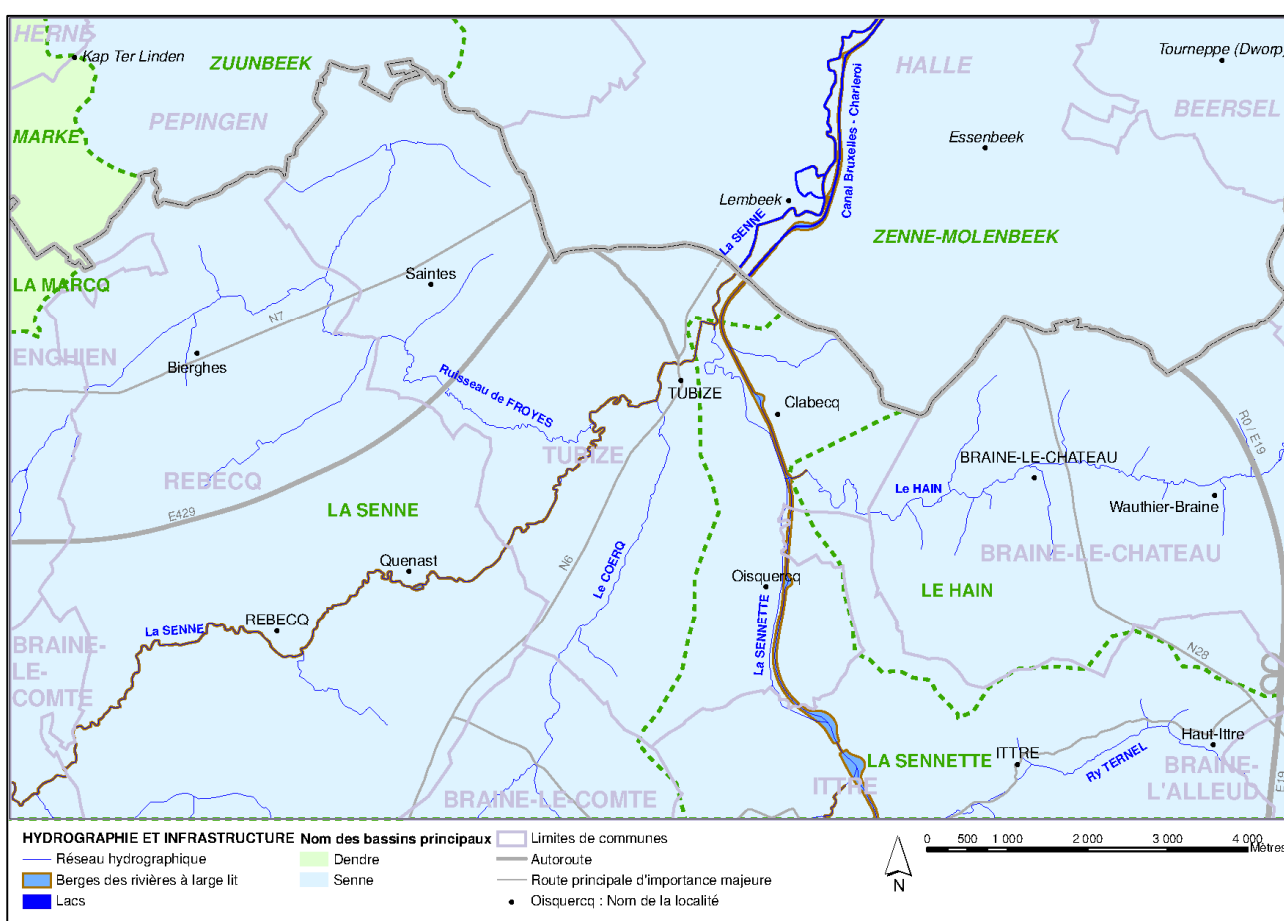 HERNE
Kap Ter Linden
ZUUNBEEK
HALLE
Tourneppe (Dworp)
PEPINGEN
MARKE
BEERSEL
Essenbeek
Canal Bruxelles - Charleroi
Lembeek
La SENNE
ZENNE-MOLENBEEK
Saintes
LA MARCQ
N7
ENGHIEN
Bierghes
Ruisseau de FROYES
TUBIZE
Clabecq
R0 / E19
TUBIZE
BRAINE-LE-CHATEAU
REBECQ
Le HAIN
Wauthier-Braine
LA SENNE
E429
BRAINE-LE-CHATEAU
Quenast
N6
Le COERQ
Oisquercq
LE HAIN
La SENNE
REBECQ
La SENNETTE
BRAINE-
LE-
COMTE
N28
Haut-Ittre
LA SENNETTE
ITTRE
Ry TERNEL
BRAINE-
L'ALLEUD
ITTRE
BRAINE-LE-COMTE
E19
HYDROGRAPHIE ET INFRASTRUCTURE
Réseau hydrographique
Berges des rivières à large lit
Lacs
Nom des bassins principaux
Dendre
Senne
Limites de communes
Autoroute
Route principale d'importance majeure
Oisquercq : Nom de la localité
N
0 500 1 000 2 000 3 000 4 000
Mètres